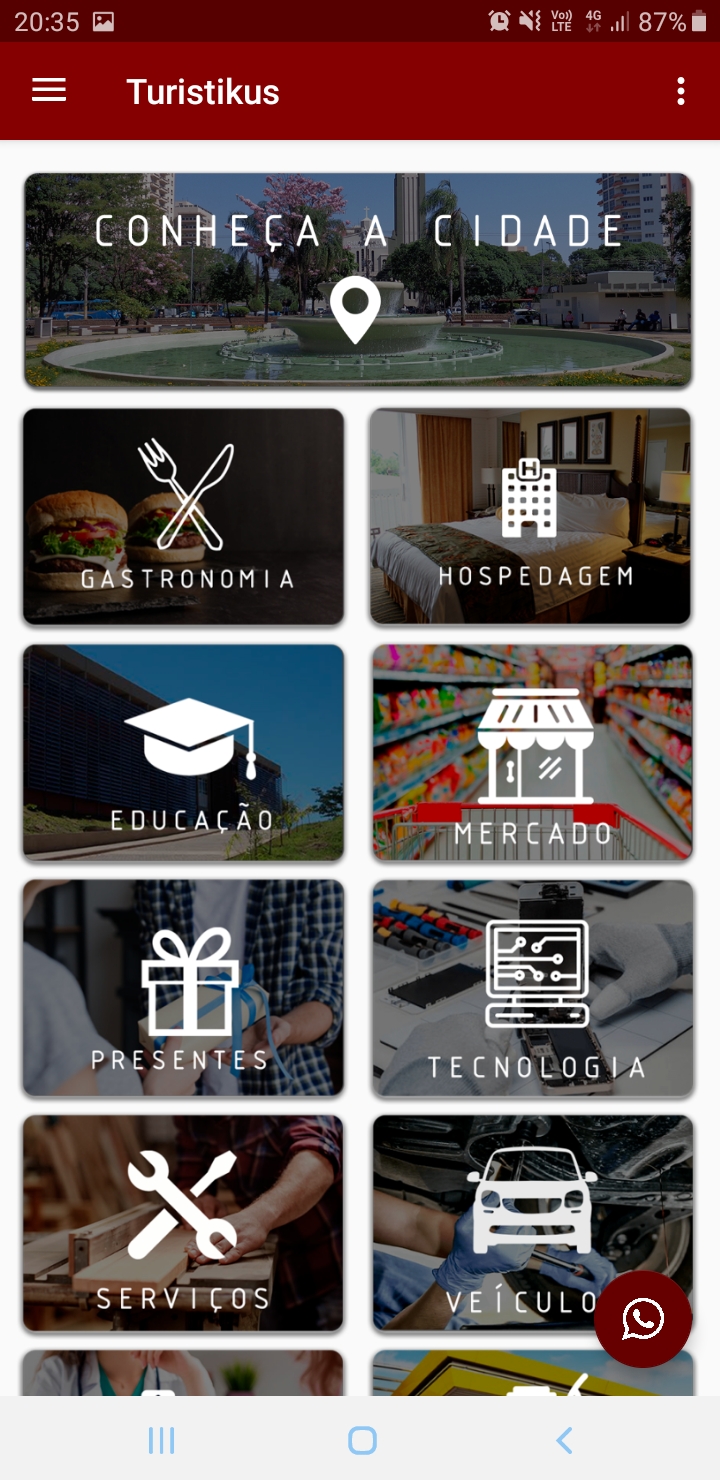 20:35 Vo)) LTE 4G 87%
Turistikus
CONHEÇA A CIDADE
GASTRONOMIA
H
HOSPEDAGEM
EDUCAÇÃO
MERCADO
PRESENTES
TECNOLOGIA
SERVIÇOS
VEÍCULO